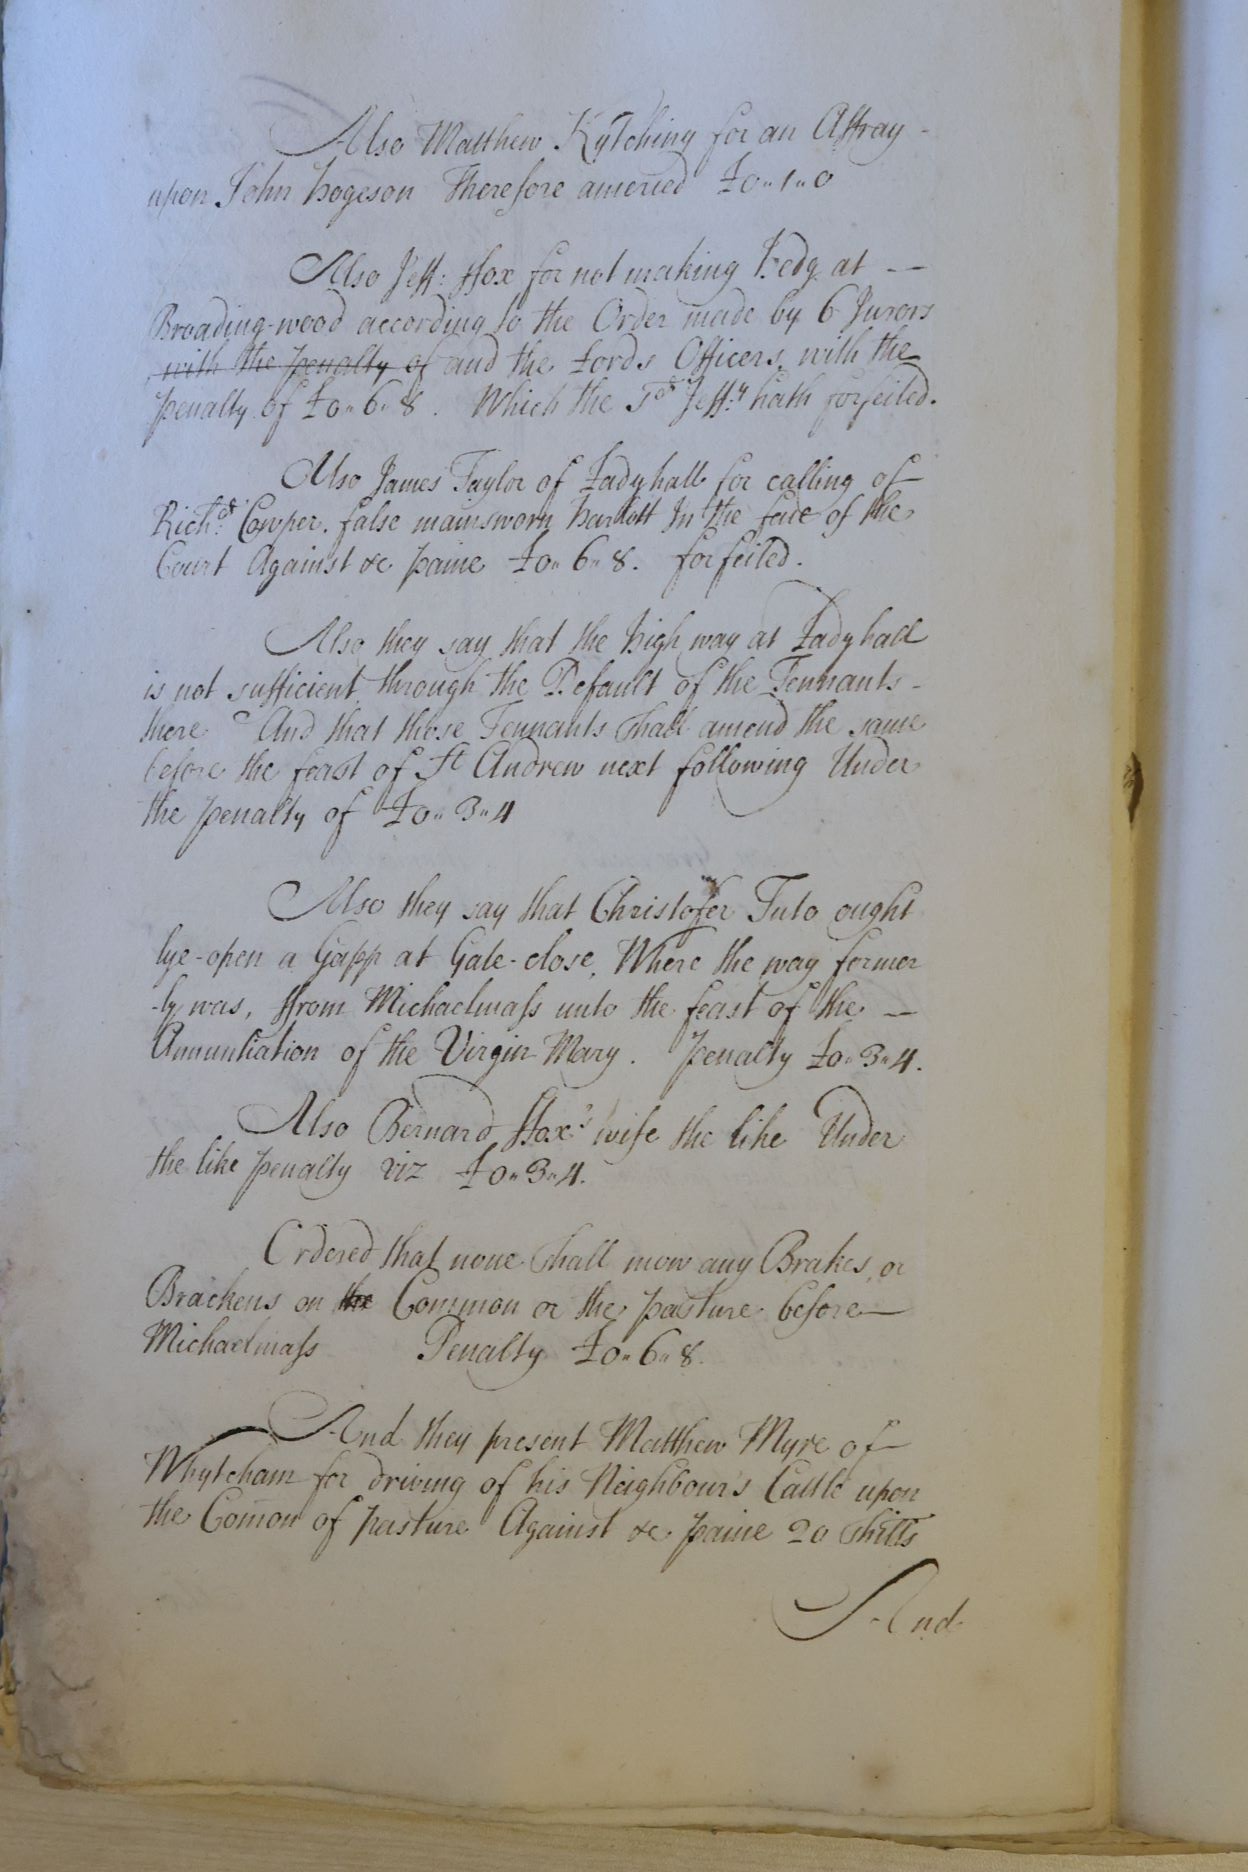 Also Matthew Kytching for an Affray -
upon John Hogeson Therefore amercied £0„1„0
Also Jeff: ffox for not making Hedg at --
Broading-wood according to the Order made by 6 Jurors
with the penalty of and the Lords Officers, with the
penalty of £0„6„8. Which the Sd Jeff:y hath forfeited.
Also James Taylor of Ladyhall for calling of
Rich:d Cowper. false mainsworn Harlott In the face of the
Court Against &c paine £0„6„8. forfeited.
Also they say that the high way at Ladyhall
is not sufficient through the Default of the Tennants -
there And that those Tennants shall amend the same
before the feast of St Andrew next following Under
the penalty of £0„3„4
Also they say that Christofer Tuto ought
lye-open a Gapp at Gale-close, Where the way former
-ly was, ffrom Michaelmass unto the feast of the —
Annuntiation of the Virgin Mary. penalty £0„3„4.
Also Bernard ffox's wife the like Under
the like penalty viz £0„3„4.
Ordered that none shall mow any Brakes, or
Brackens on the Common or the pasture before —
Michaelmass Penalty £0„6„8.
And they present Matthew Myre of
Whytcham for driving of his Neighbour's Cattle upon
the Comon of pasture Against &c paine 20 shills
And